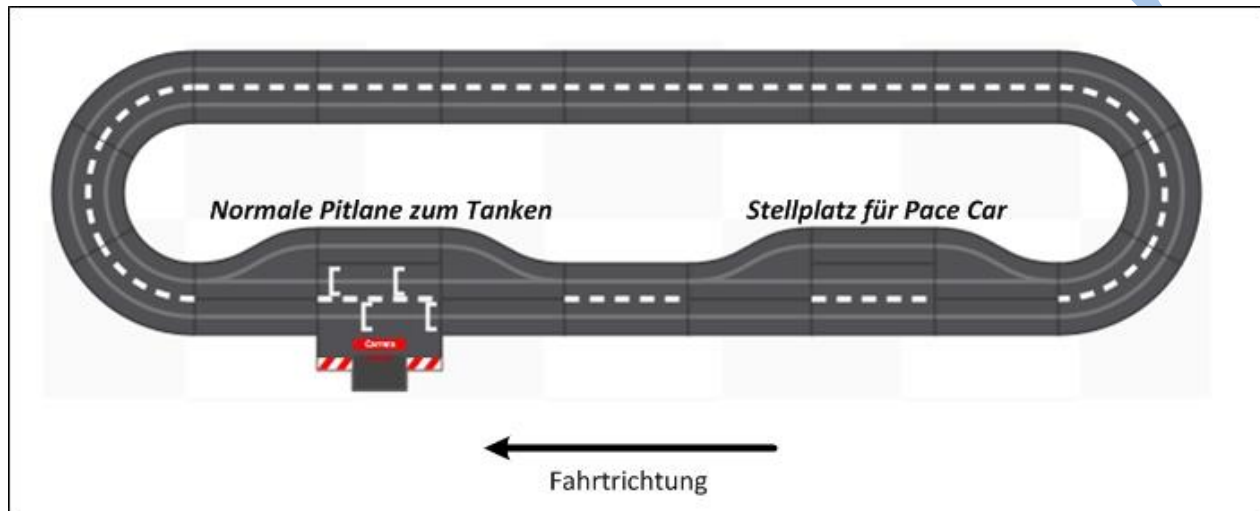 Normale Pitlane zum Tanken
Stellplatz für Pace Car
Carrera
Fahrtrichtung